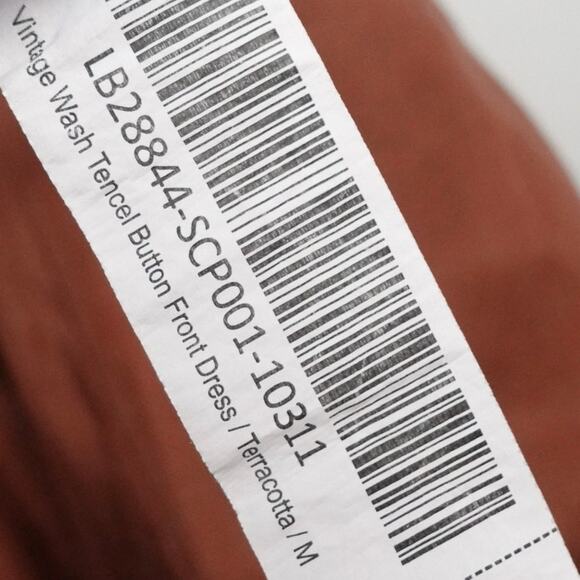 LB28844-SCP001-10311
Vintage Wash Tencel Button Front Dress / Terracotta / M